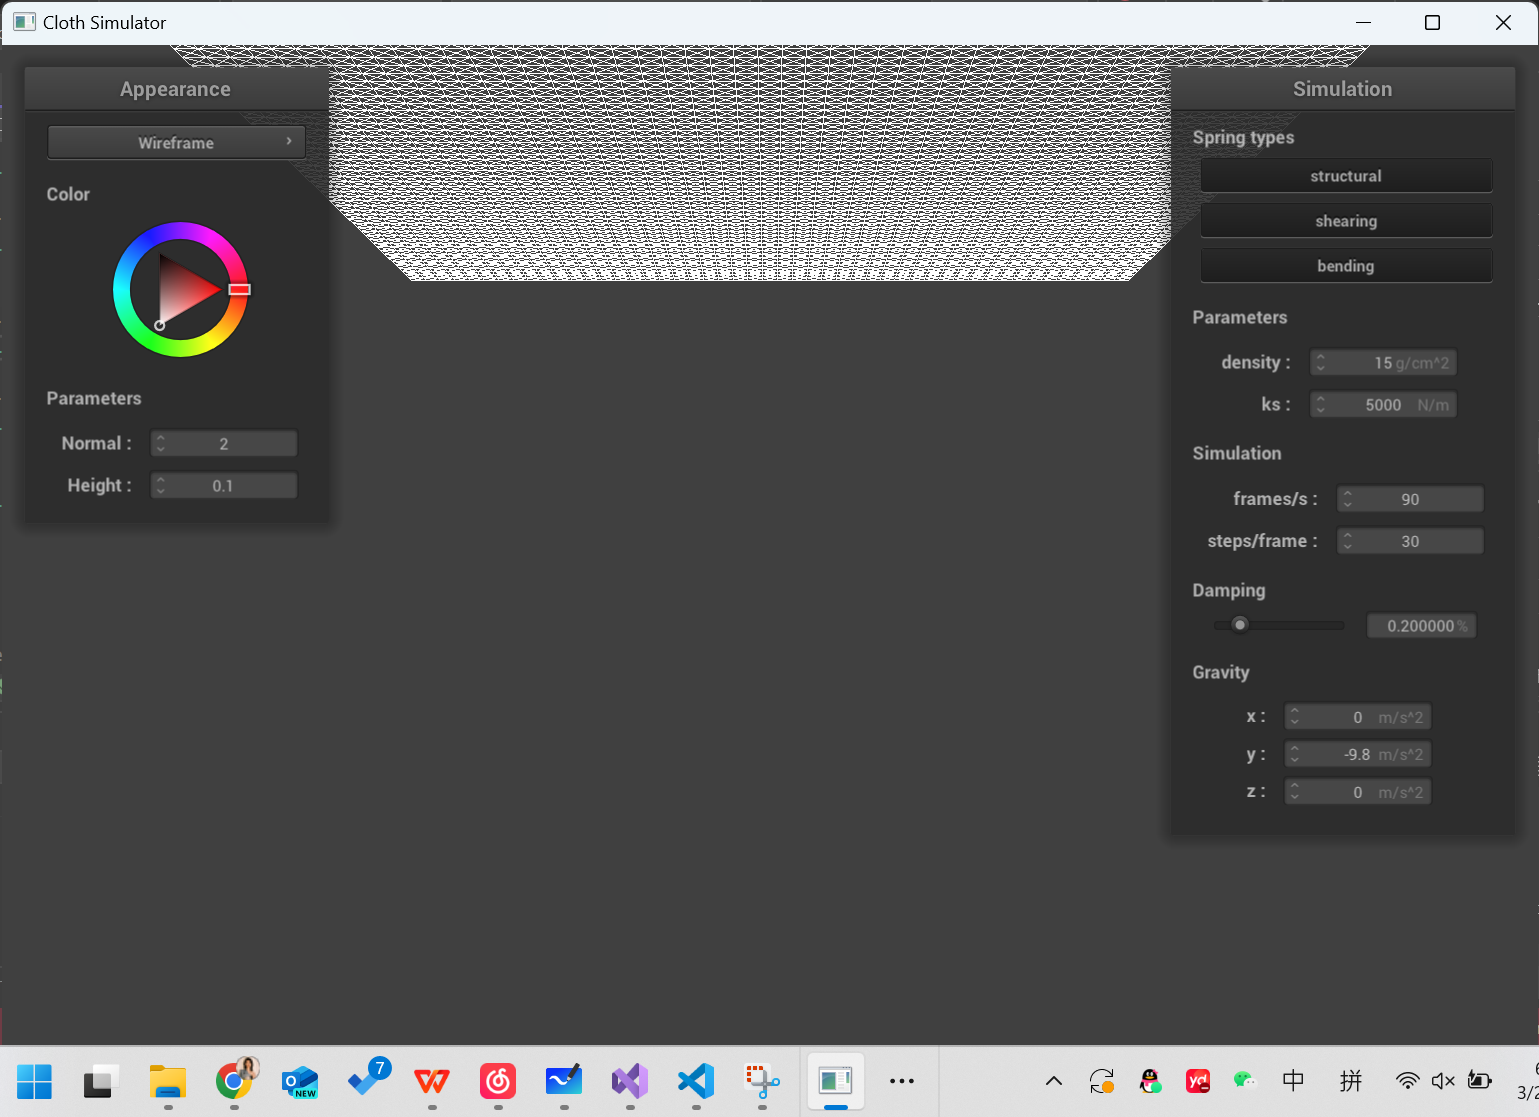 Cloth Simulator
Appearance
Wireframe
Color
Parameters
Normal : 2
Height : 0.1
Simulation
Spring types
structural
shearing
bending
Parameters
density : 15 g/cm^2
ks : 5000 N/m
Simulation
frames/s : 90
steps/frame : 30
Damping
0.200000 %
Gravity
x : 0 m/s^2
y : -9.8 m/s^2
z : 0 m/s^2
NEW
7
yd
中
拼